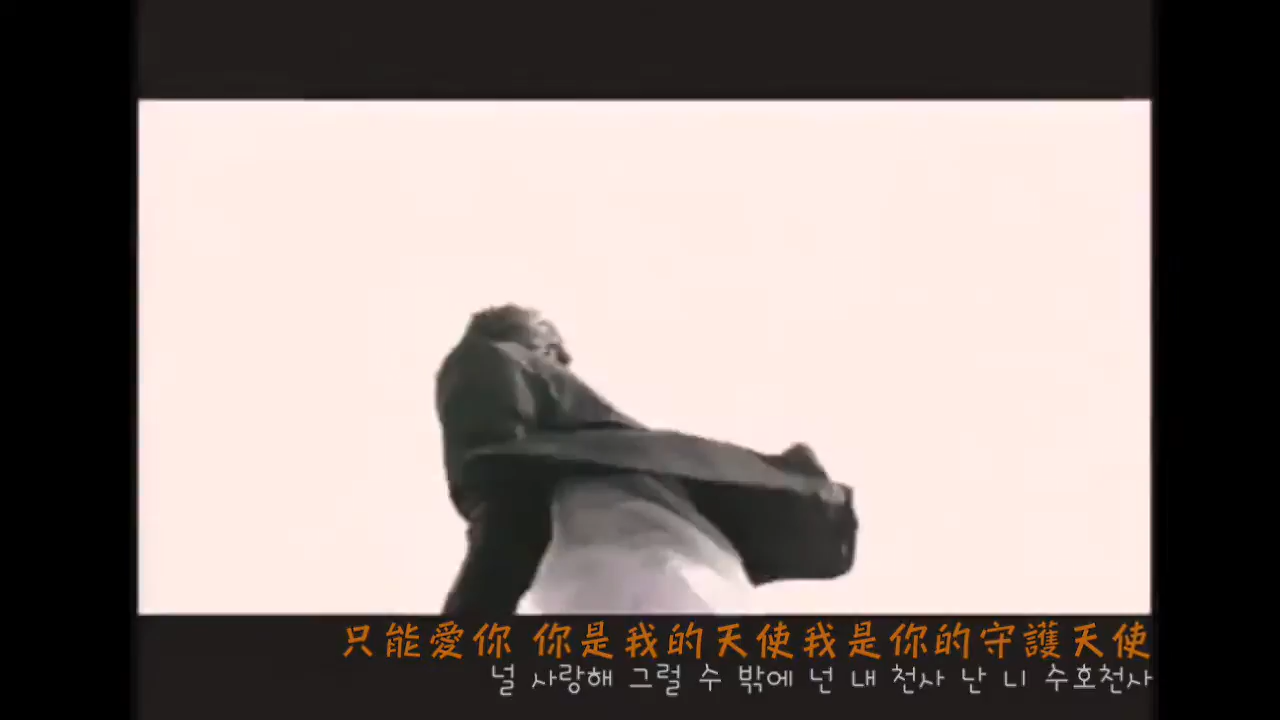 只能愛你 你是我的天使我是你的守護天使
널 사랑해 그럴 수 밖에 넌 내 천사 난 니 수호천사